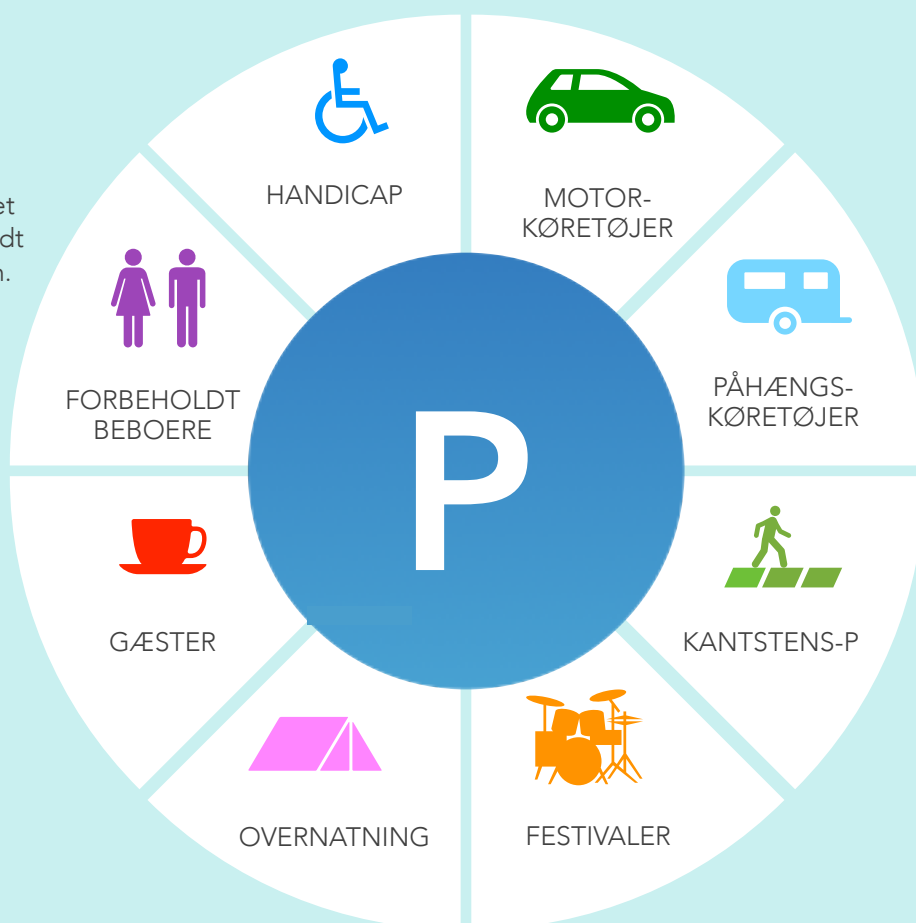 HANDICAP
MOTOR-
KØRETØJER
PÅHÆNGS-
KØRETØJER
KANTSTENS-P
FESTIVALER
OVERNATNING
GÆSTER
FORBEHOLDT
BEBOERE
P